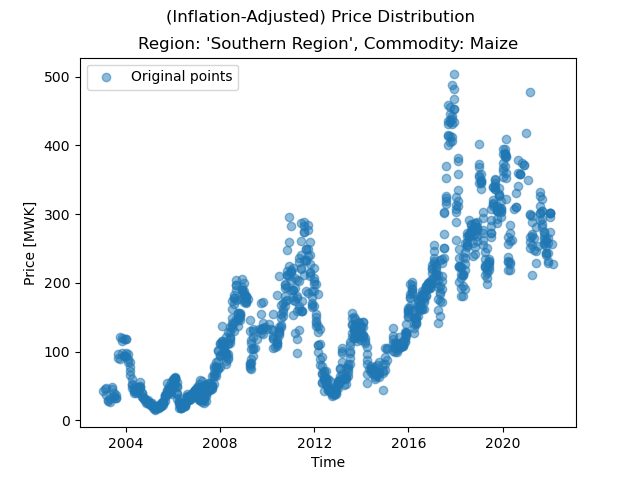 (Inflation-Adjusted) Price Distribution
Region: 'Southern Region', Commodity: Maize
Original points
Price [MWK]
500
400
300
200
100
0
2004 2008 2012 2016 2020
Time